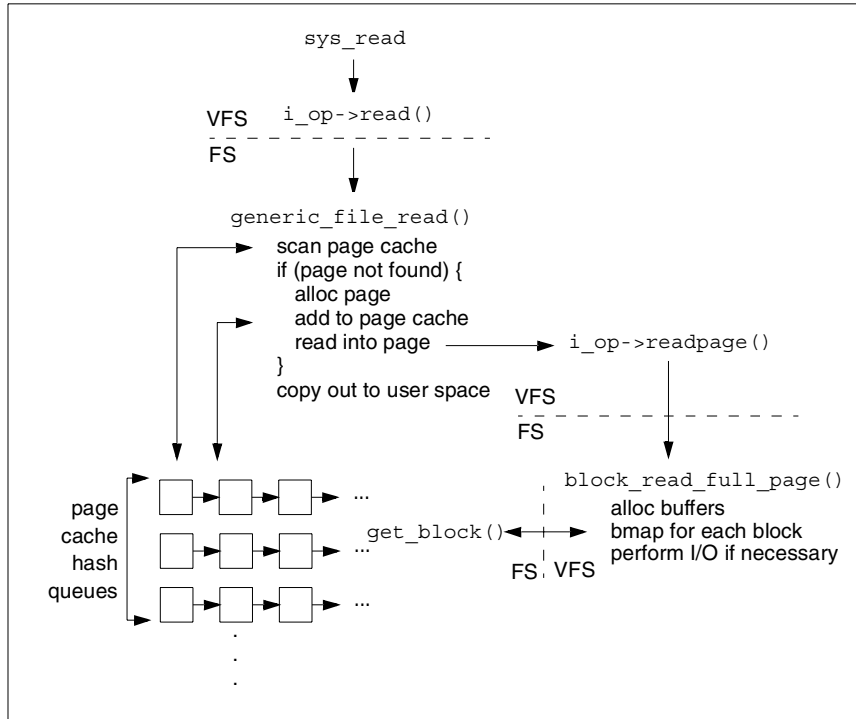 sys_read
i_op->read()
VFS
FS
generic_file_read()
scan page cache
if (page not found) {
alloc page
add to page cache
read into page
}
copy out to user space
i_op->readpage()
VFS
FS
block_read_full_page()
alloc buffers
bmap for each block
perform I/O if necessary
get_block()
FS
VFS
page
cache
hash
queues
...
...
...
.
.
.